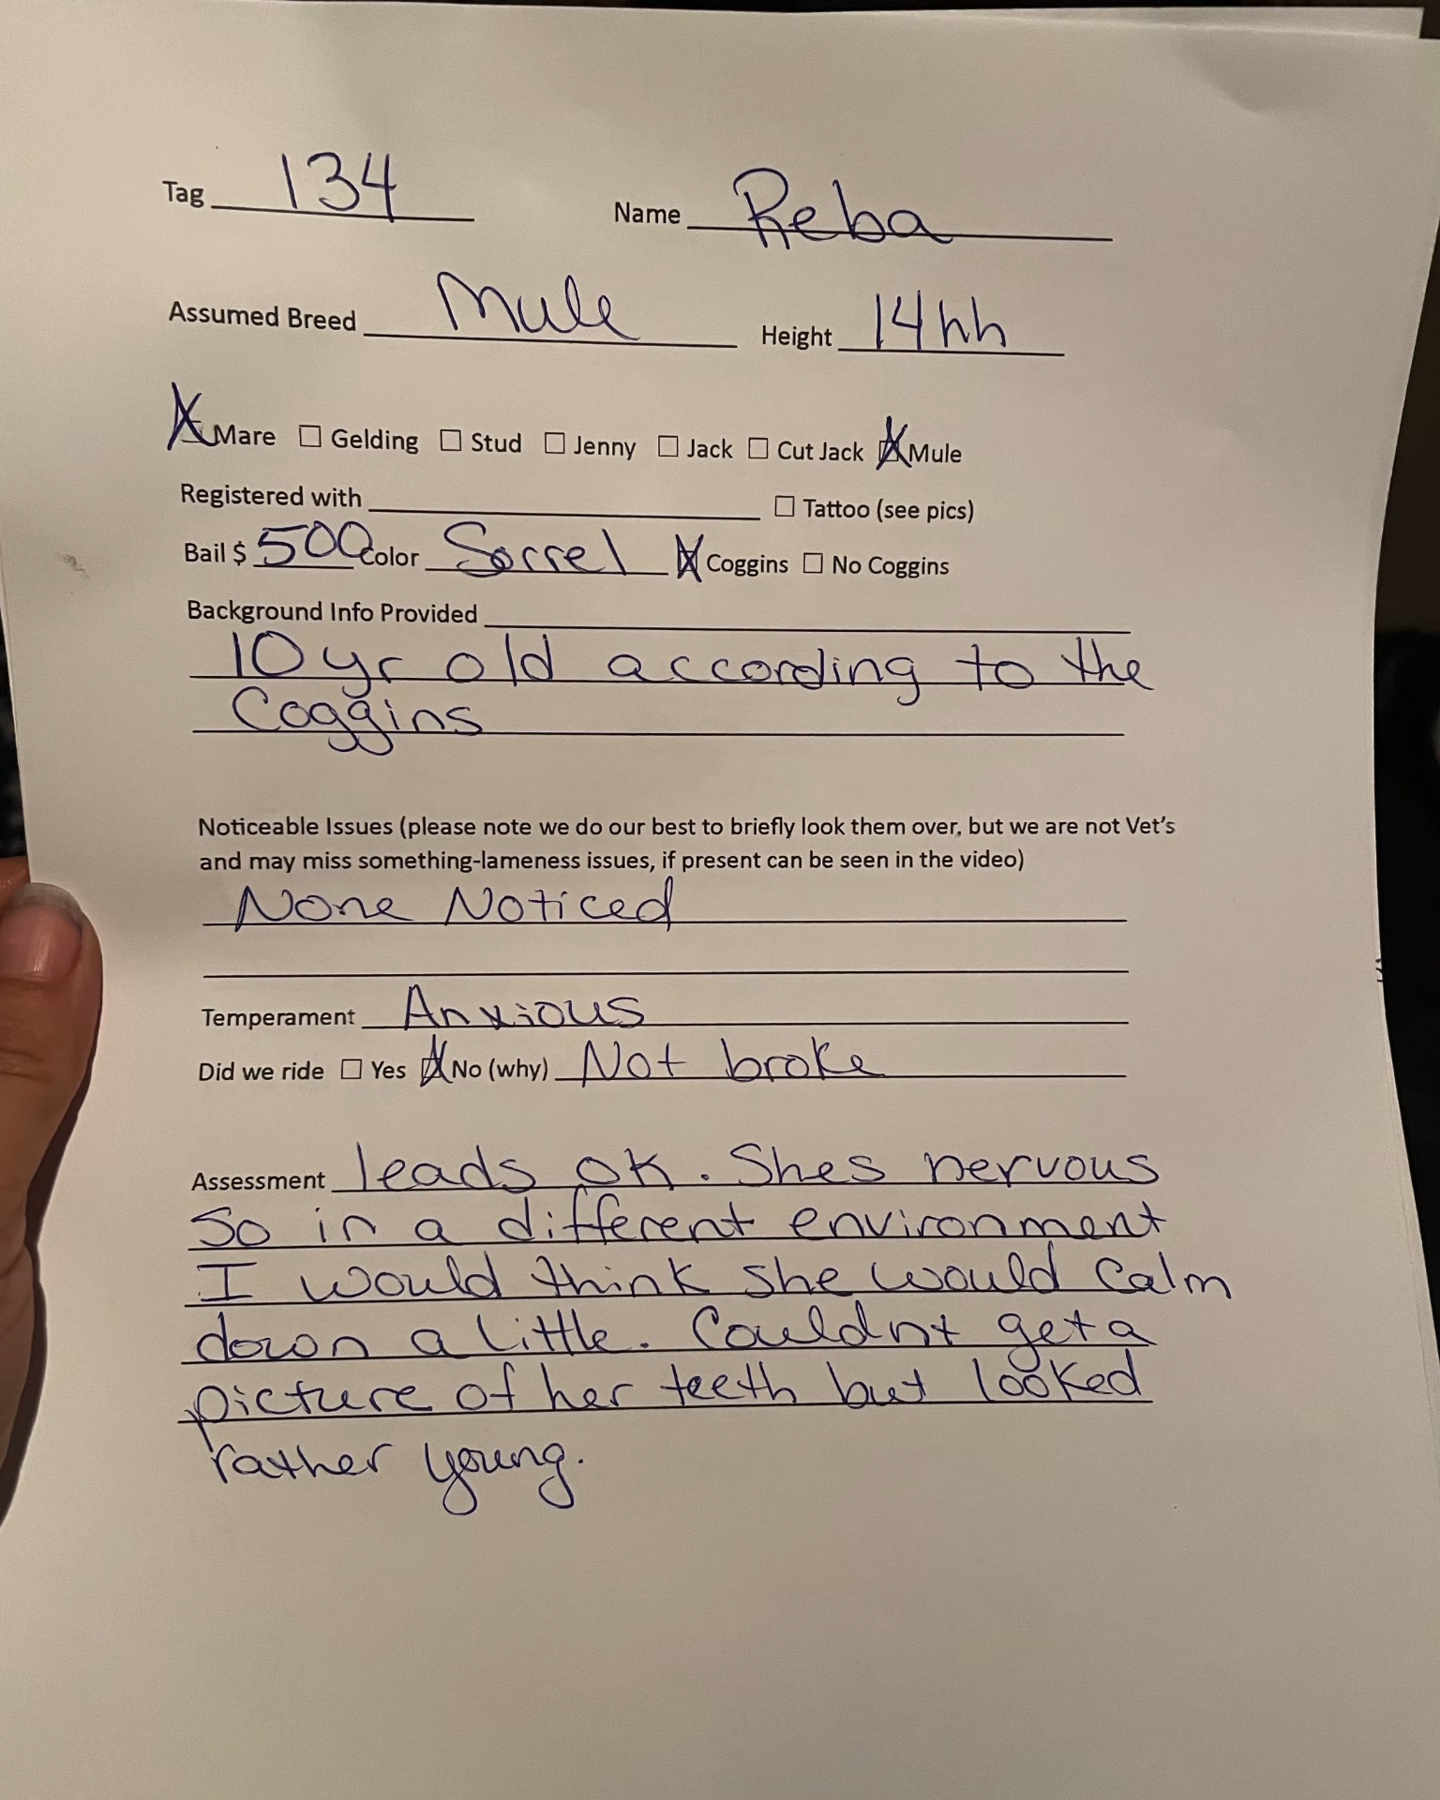 Tag 134 Name Reba
Assumed Breed Mule Height 14hh
X Mare ☐ Gelding ☐ Stud ☐ Jenny ☐ Jack ☐ Cut Jack ☒ Mule
Registered with ☐ Tattoo (see pics)
Bail $ 500 Color Sorrel ☒ Coggins ☐ No Coggins
Background Info Provided
10 yr old according to the
Coggins
Noticeable Issues (please note we do our best to briefly look them over, but we are not Vet's
and may miss something-lameness issues, if present can be seen in the video)
None Noticed
Temperament Anxious
Did we ride ☐ Yes ☒ No (why) Not broke
Assessment leads ok. Shes nervous
So in a different environment
I would think she would calm
down a little. Couldnt get a
picture of her teeth but looked
rather young.